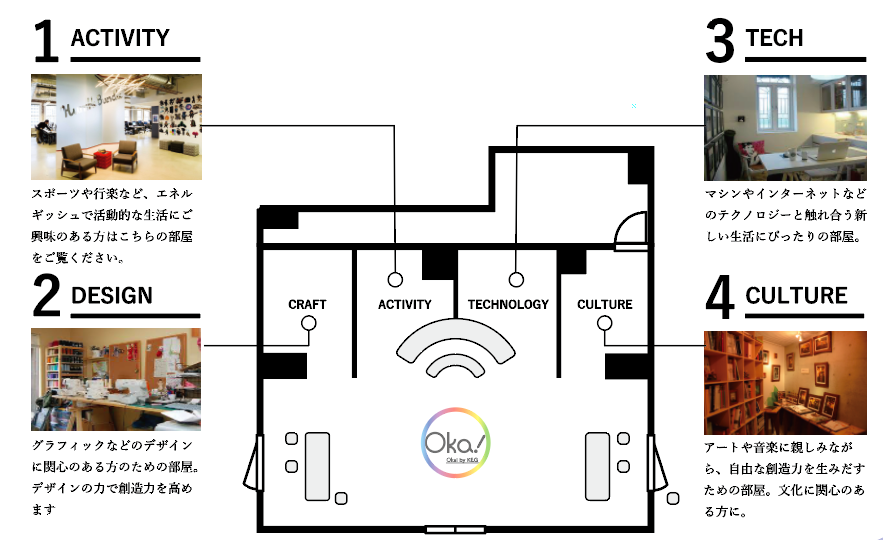 1 ACTIVITY
スポーツや行楽など、エネル
ギッシュで活動的な生活にご
興味のある方はこちらの部屋
をご覧ください。
2 DESIGN
グラフィックなどのデザイン
に関心のある方のための部屋。
デザインの力で創造力を高め
ます
3 TECH
マシンやインターネットなど
のテクノロジーと触れ合う新
しい生活にぴったりの部屋。
4 CULTURE
アートや音楽に親しみなが
ら、自由な創造力を生みだす
ための部屋。文化に関心のあ
る方に。
CRAFT
ACTIVITY
TECHNOLOGY
CULTURE
Oka!
Oka! by KEG